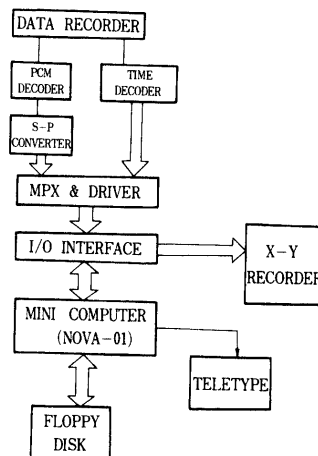 DATA RECORDER
PCM
DECODER
TIME
DECODER
S-P
CONVERTER
MPX & DRIVER
I/O INTERFACE
X-Y
RECORDER
MINI COMPUTER
(NOVA-01)
TELETYPE
FLOPPY
DISK